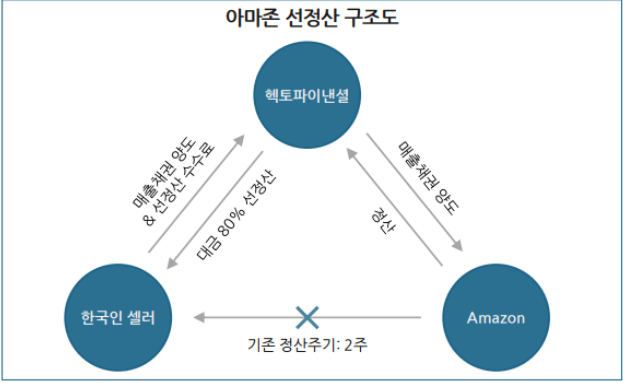 아마존 선정산 구조도
헥토파이낸셜
매출채권 양도
& 선정산 수수료
대금 80% 선정산
매출채권 양도
정산
한국인 셀러
Amazon
기존 정산주기: 2주